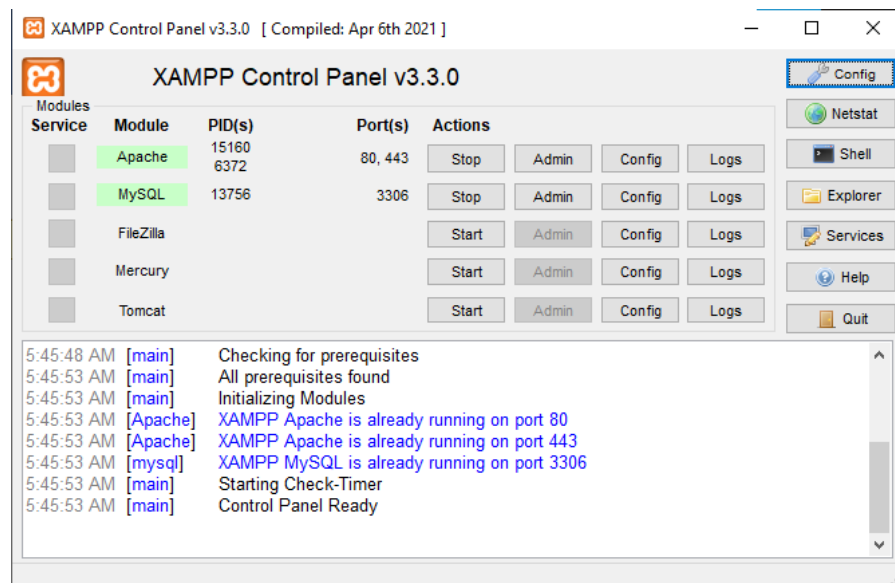 XAMPP Control Panel v3.3.0 [ Compiled: Apr 6th 2021 ]
XAMPP Control Panel v3.3.0
Config
Modules
Service Module PID(s) Port(s) Actions
Netstat
Apache 15160 6372 80, 443 Stop Admin Config Logs
Shell
MySQL 13756 3306 Stop Admin Config Logs
Explorer
FileZilla Start Admin Config Logs
Services
Mercury Start Admin Config Logs
Help
Tomcat Start Admin Config Logs
Quit
5:45:48 AM [main] Checking for prerequisites
5:45:53 AM [main] All prerequisites found
5:45:53 AM [main] Initializing Modules
5:45:53 AM [Apache] XAMPP Apache is already running on port 80
5:45:53 AM [Apache] XAMPP Apache is already running on port 443
5:45:53 AM [mysql] XAMPP MySQL is already running on port 3306
5:45:53 AM [main] Starting Check-Timer
5:45:53 AM [main] Control Panel Ready